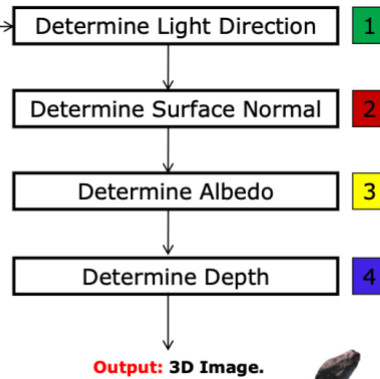 Determine Light Direction 1
Determine Surface Normal 2
Determine Albedo 3
Determine Depth 4
Output: 3D Image.